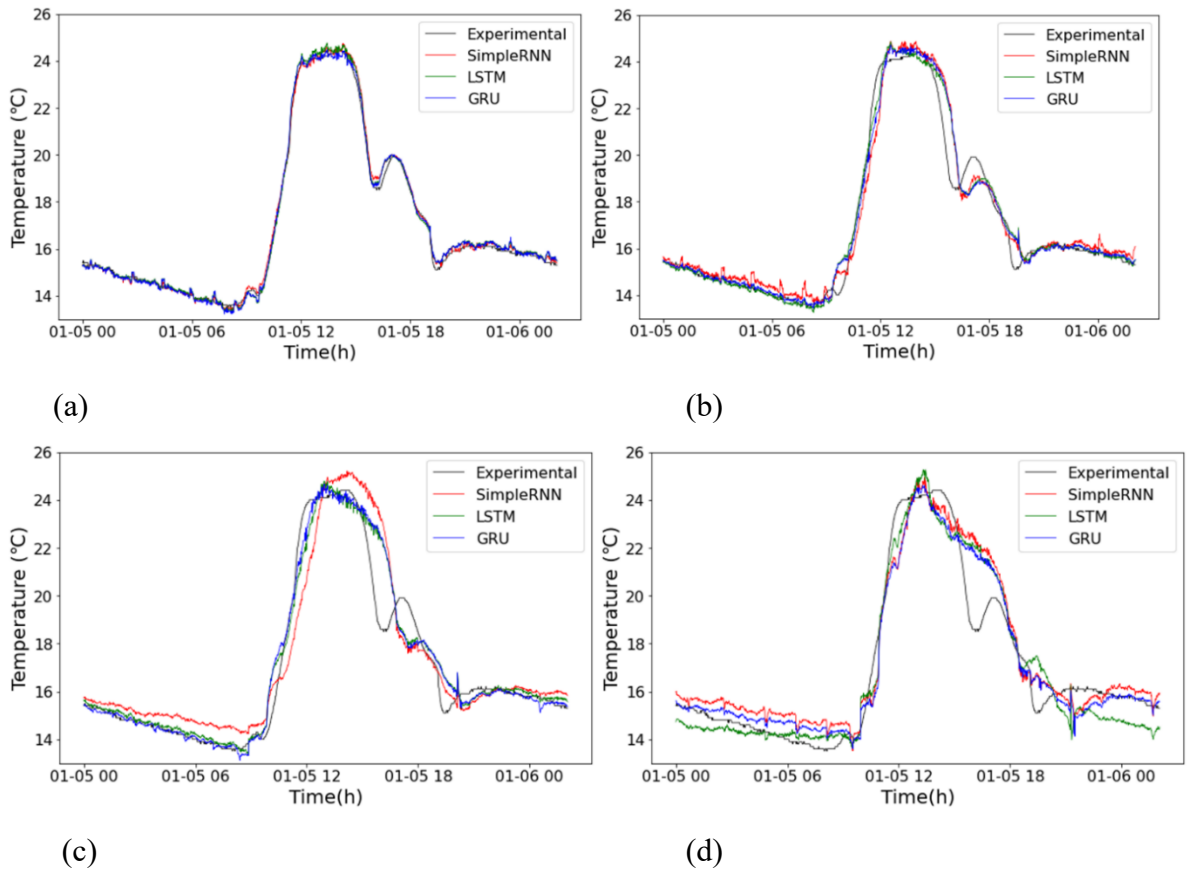 26
24
22
20
18
16
14
Temperature (℃)
Experimental
SimpleRNN
LSTM
GRU
01-05 00
01-05 06
01-05 12
01-05 18
01-06 00
Time(h)
(a)
26
24
22
20
18
16
14
Temperature (℃)
Experimental
SimpleRNN
LSTM
GRU
01-05 00
01-05 06
01-05 12
01-05 18
01-06 00
Time(h)
(b)
26
24
22
20
18
16
14
Temperature (℃)
Experimental
SimpleRNN
LSTM
GRU
01-05 00
01-05 06
01-05 12
01-05 18
01-06 00
Time(h)
(c)
26
24
22
20
18
16
14
Temperature (℃)
Experimental
SimpleRNN
LSTM
GRU
01-05 00
01-05 06
01-05 12
01-05 18
01-06 00
Time(h)
(d)